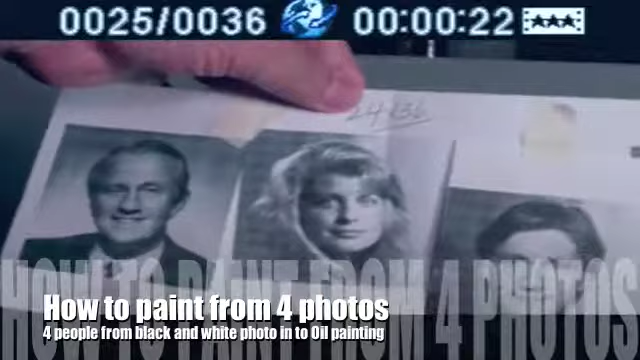 0025/0036 00:00:22
HOW TO PAINT FROM 4 PHOTOS
How to paint from 4 photos
4 people from black and white photo in to Oil painting